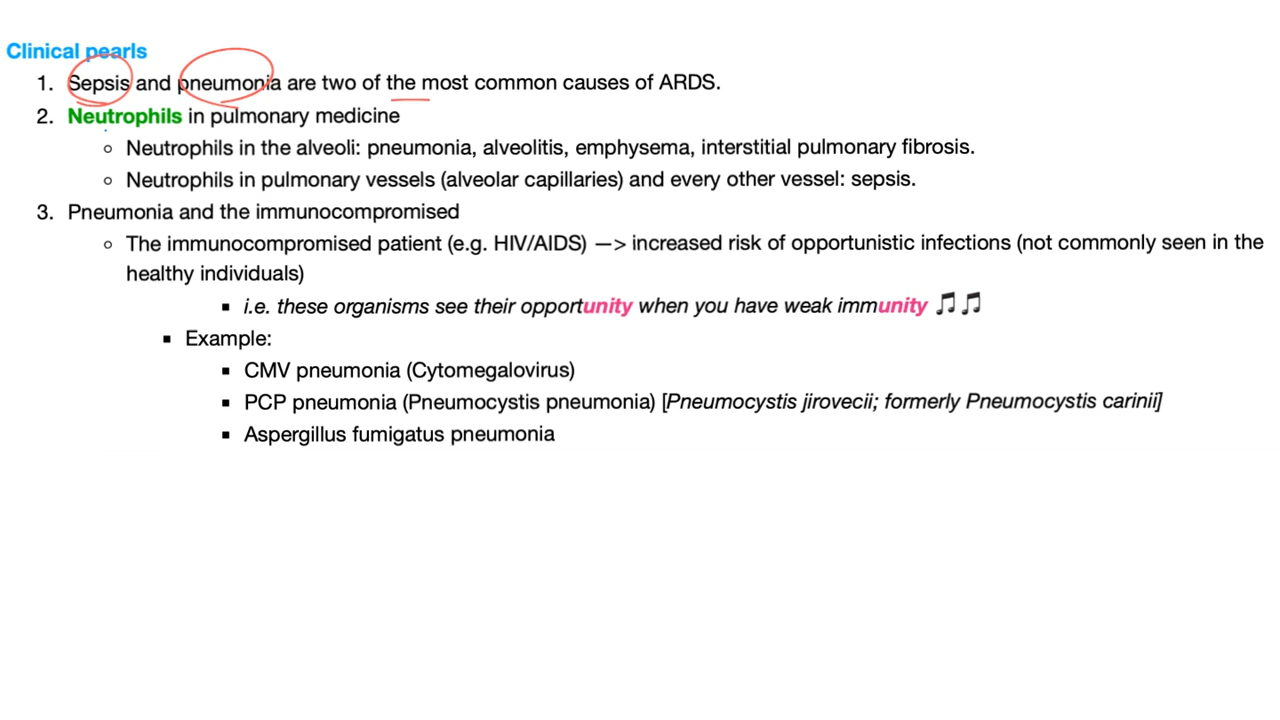 Clinical pearls
1. Sepsis and pneumonia are two of the most common causes of ARDS.
2. Neutrophils in pulmonary medicine
◦ Neutrophils in the alveoli: pneumonia, alveolitis, emphysema, interstitial pulmonary fibrosis.
◦ Neutrophils in pulmonary vessels (alveolar capillaries) and every other vessel: sepsis.
3. Pneumonia and the immunocompromised
◦ The immunocompromised patient (e.g. HIV/AIDS) —> increased risk of opportunistic infections (not commonly seen in the
healthy individuals)
▪ i.e. these organisms see their opportunity when you have weak immunity 🎵🎵
▪ Example:
▪ CMV pneumonia (Cytomegalovirus)
▪ PCP pneumonia (Pneumocystis pneumonia) [Pneumocystis jirovecii; formerly Pneumocystis carinii]
▪ Aspergillus fumigatus pneumonia